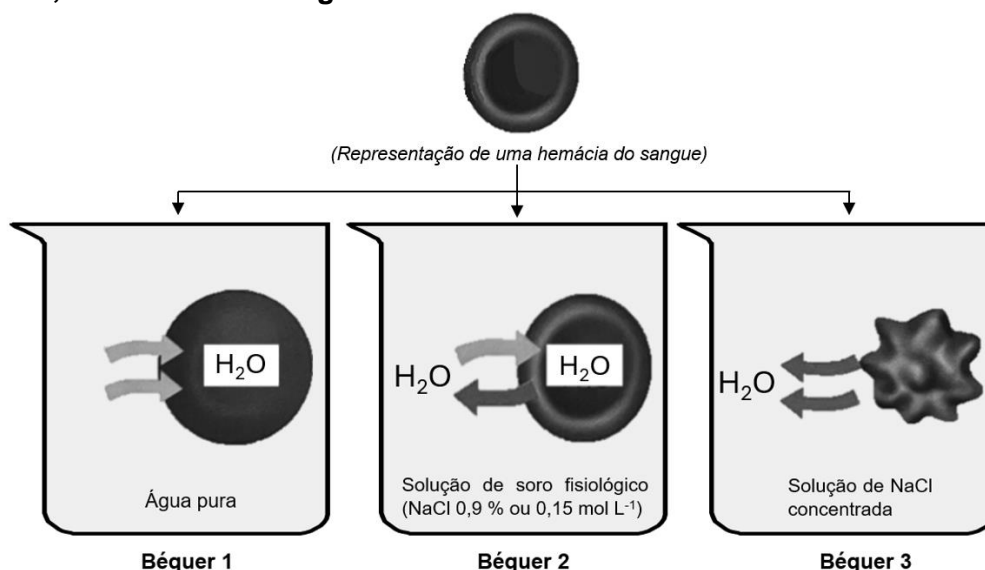 (Representação de uma hemácia do sangue)
H₂O
Água pura
Béquer 1
H₂O
H₂O
Solução de soro fisiológico
(NaCl 0,9 % ou 0,15 mol L⁻¹)
Béquer 2
H₂O
Solução de NaCl
concentrada
Béquer 3